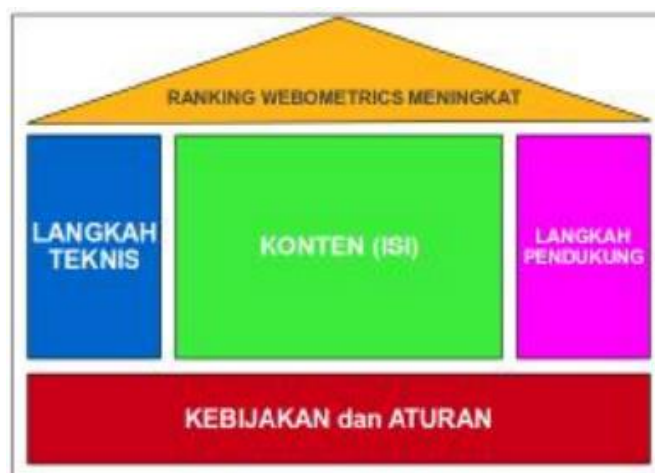 RANKING WEBOMETRICS MENINGKAT
LANGKAH
TEKNIS
KONTEN (ISI)
LANGKAH
PENDUKUNG
KEBIJAKAN dan ATURAN